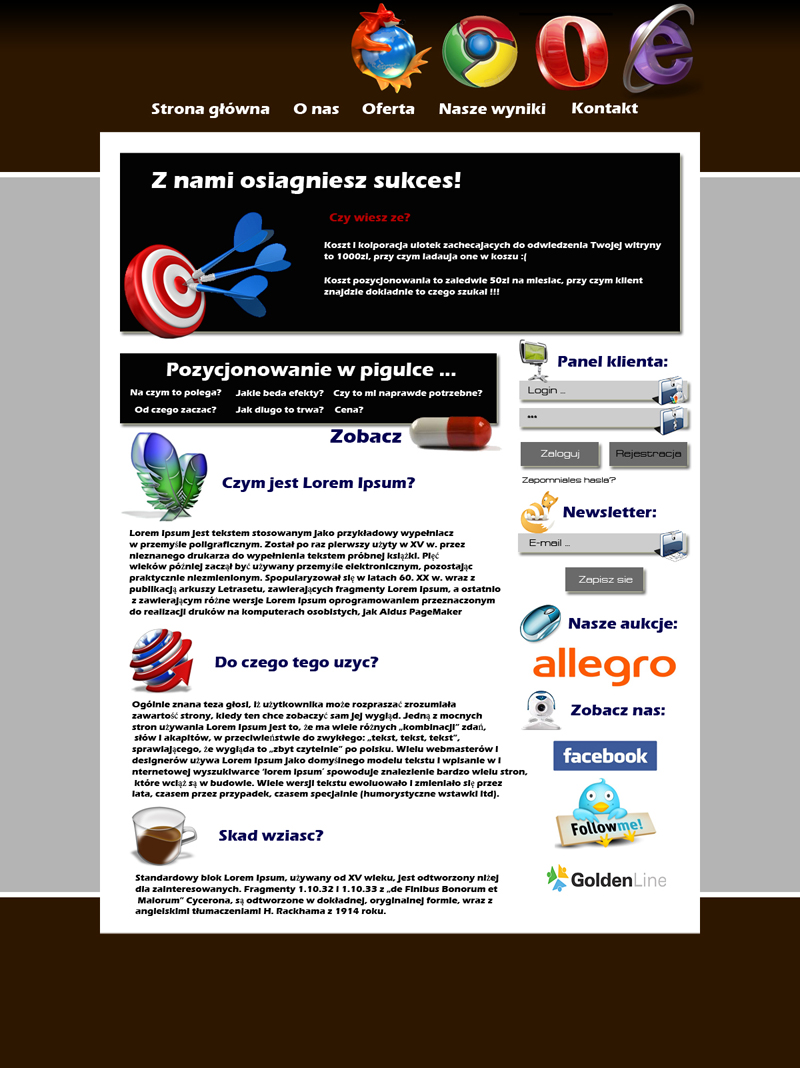 Strona główna O nas Oferta Nasze wyniki Kontakt
Z nami osiagniesz sukces!
Czy wiesz ze?
Koszt i kolporacja ulotek zachecajacych do odwiedzenia Twojej witryny
to 1000zl, przy czym ladauja one w koszu :(
Koszt pozycjonowania to zaledwie 50zl na miesiac, przy czym klient
znajdzie dokladnie to czego szukal !!!
Pozycjonowanie w pigulce ...
Na czym to polega? Jakie beda efekty? Czy to mi naprawde potrzebne?
Od czego zaczac? Jak dlugo to trwa? Cena?
Zobacz
Czym jest Lorem Ipsum?
Lorem Ipsum jest tekstem stosowanym jako przykładowy wypełniacz
w przemyśle poligraficznym. Został po raz pierwszy użyty w XV w. przez
nieznanego drukarza do wypełnienia tekstem próbnej książki. Pięć
wieków później zaczął być używany przemyśle elektronicznym, pozostając
praktycznie niezmienionym. Spopularyzował się w latach 60. XX w. wraz z
publikacją arkuszy Letrasetu, zawierających fragmenty Lorem Ipsum, a ostatnio
z zawierającym różne wersje Lorem Ipsum oprogramowaniem przeznaczonym
do realizacji druków na komputerach osobistych, jak Aldus PageMaker
Do czego tego uzyc?
Ogólnie znana teza głosi, iż użytkownika może rozpraszać zrozumiała
zawartość strony, kiedy ten chce zobaczyć sam jej wygląd. Jedną z mocnych
stron używania Lorem Ipsum jest to, że ma wiele różnych „kombinacji” zdań,
słów i akapitów, w przeciwieństwie do zwykłego: „tekst, tekst, tekst”,
sprawiającego, że wygląda to „zbyt czytelnie” po polsku. Wielu webmasterów i
designerów używa Lorem Ipsum jako domyślnego modelu tekstu i wpisanie w i
nternetowej wyszukiwarce ‘lorem ipsum’ spowoduje znalezienie bardzo wielu stron,
które wciąż są w budowie. Wiele wersji tekstu ewoluowało i zmieniało się przez
lata, czasem przez przypadek, czasem specjalnie (humorystyczne wstawki itd).
Skad wziasc?
Standardowy blok Lorem Ipsum, używany od XV wieku, jest odtworzony niżej
dla zainteresowanych. Fragmenty 1.10.32 i 1.10.33 z „de Finibus Bonorum et
Malorum” Cycerona, są odtworzone w dokładnej, oryginalnej formie, wraz z
angielskimi tłumaczeniami H. Rackhama z 1914 roku.
Panel klienta:
Login ...
***
Zaloguj Rejestracja
Zapomniales hasla?
Newsletter:
E-mail ...
Zapisz sie
Nasze aukcje:
allegro
Zobacz nas:
facebook
Follow me!
GoldenLine